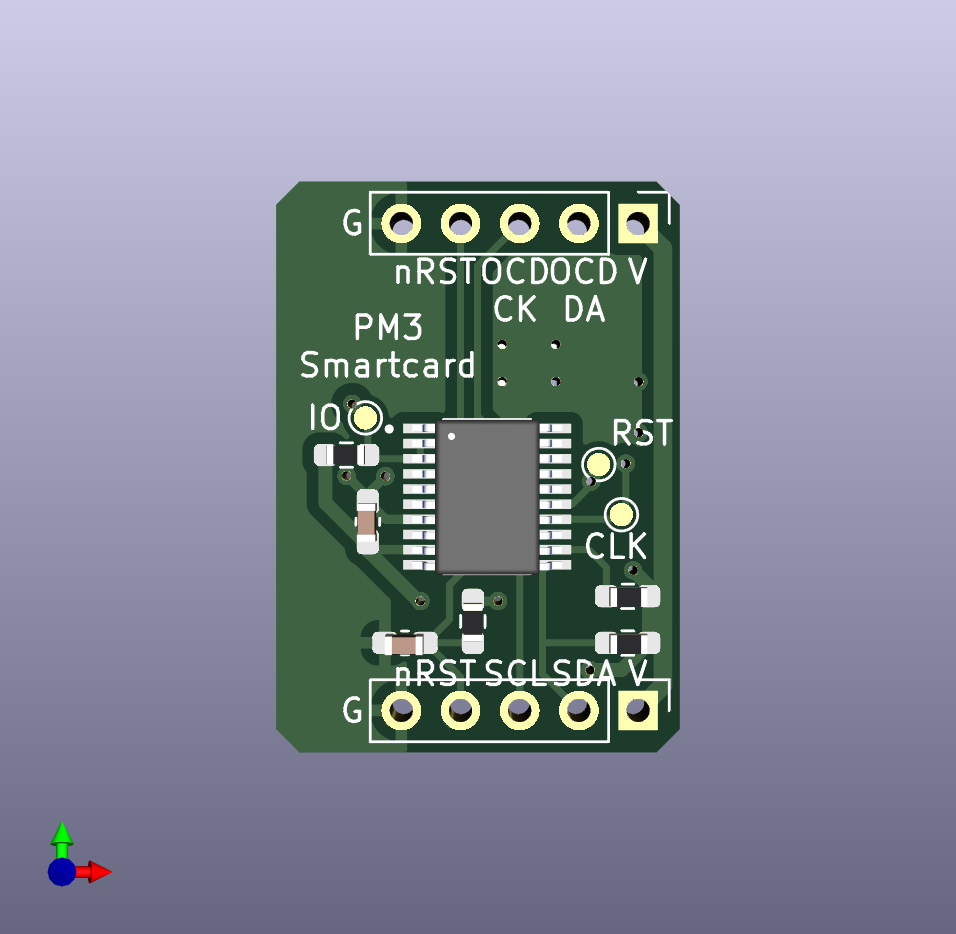 G
nRST OCD OCD V
CK DA
PM3
Smartcard
IO
RST
CLK
nRST SCL SDA V
G